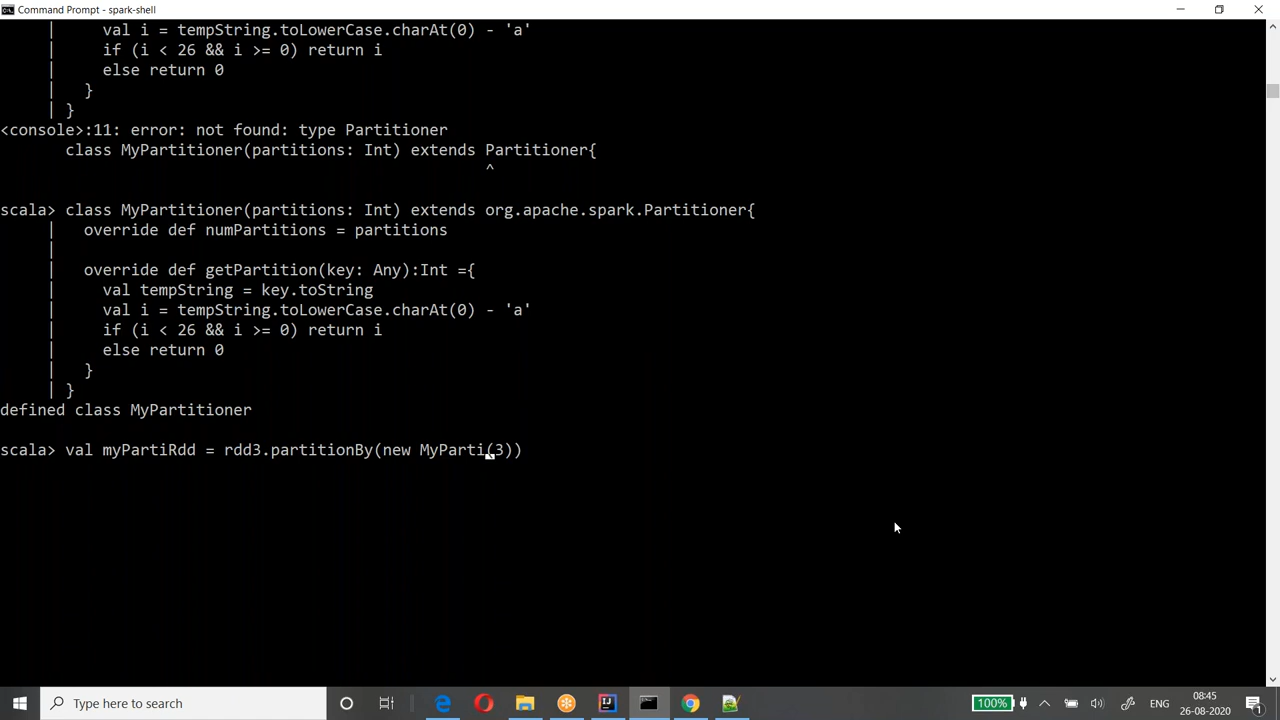 Command Prompt - spark-shell
| val i = tempString.toLowerCase.charAt(0) - 'a'
| if (i < 26 && i >= 0) return i
| else return 0
| }
| }
<console>:11: error: not found: type Partitioner
class MyPartitioner(partitions: Int) extends Partitioner{
^
scala> class MyPartitioner(partitions: Int) extends org.apache.spark.Partitioner{
| override def numPartitions = partitions
|
| override def getPartition(key: Any):Int ={
| val tempString = key.toString
| val i = tempString.toLowerCase.charAt(0) - 'a'
| if (i < 26 && i >= 0) return i
| else return 0
| }
| }
defined class MyPartitioner
scala> val myPartiRdd = rdd3.partitionBy(new MyParti(3))
Type here to search
100%
ENG
08:45
26-08-2020
1